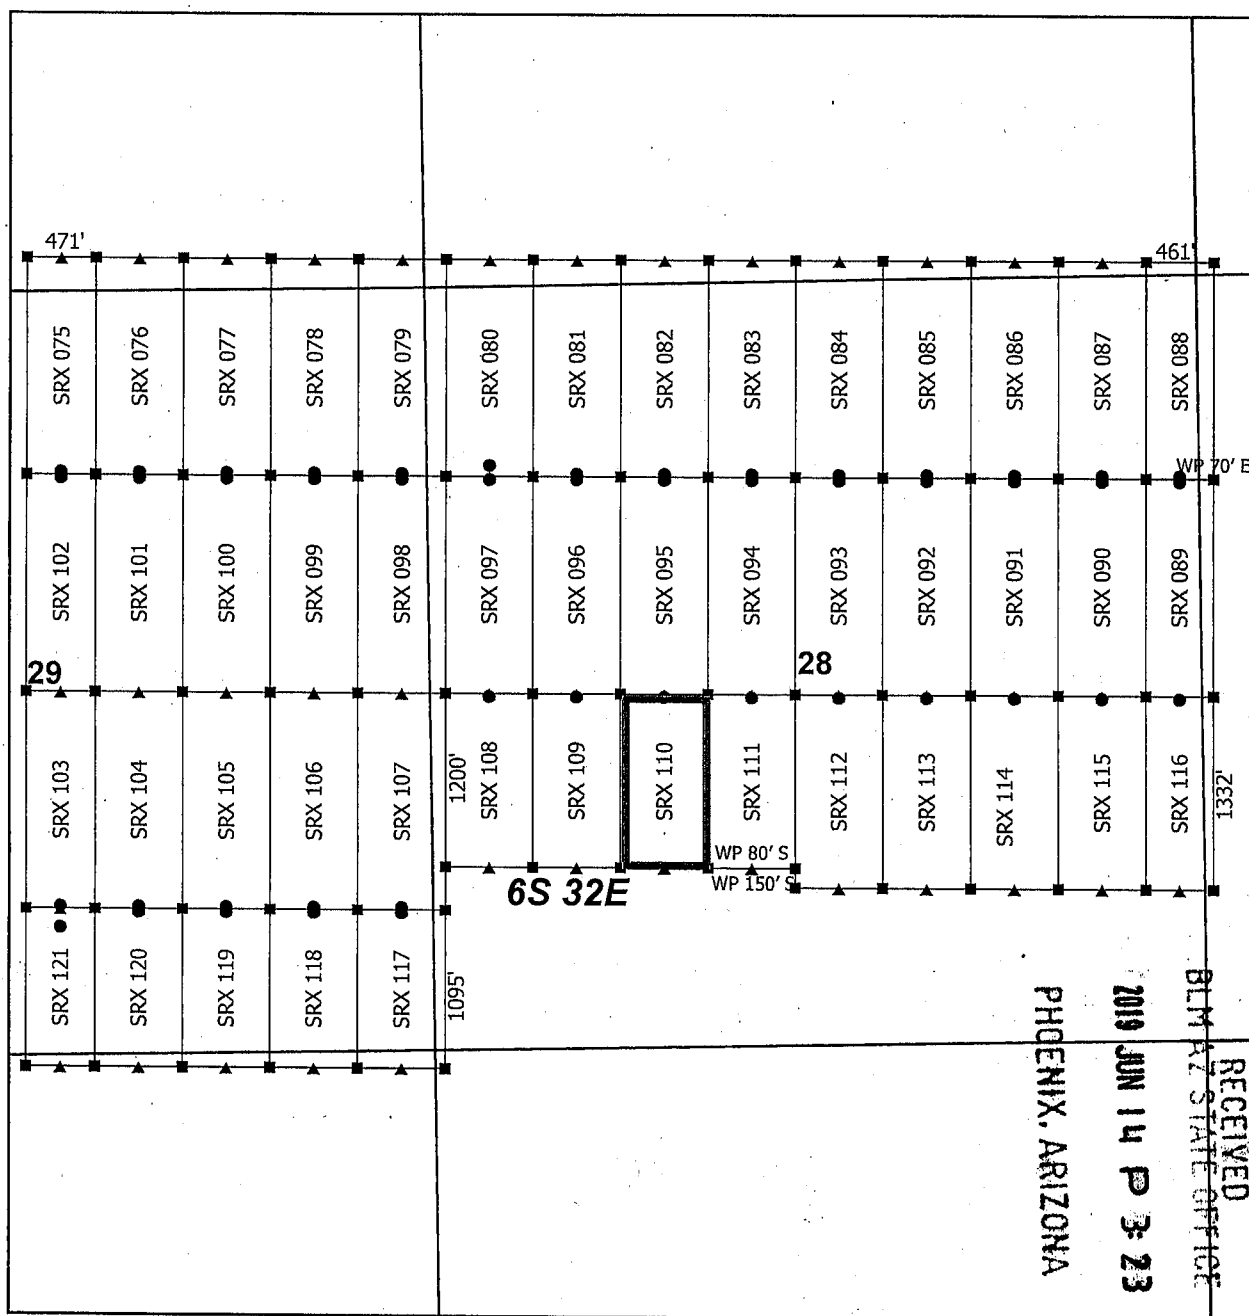 471'
461'
SRX 075
SRX 076
SRX 077
SRX 078
SRX 079
SRX 080
SRX 081
SRX 082
SRX 083
SRX 084
SRX 085
SRX 086
SRX 087
SRX 088
WP 70' E
SRX 102
SRX 101
SRX 100
SRX 099
SRX 098
SRX 097
SRX 096
SRX 095
SRX 094
SRX 093
SRX 092
SRX 091
SRX 090
SRX 089
29
28
SRX 103
SRX 104
SRX 105
SRX 106
SRX 107
1200'
SRX 108
SRX 109
SRX 110
SRX 111
SRX 112
SRX 113
SRX 114
SRX 115
SRX 116
1332'
WP 80' S
WP 150' S
6S 32E
SRX 121
SRX 120
SRX 119
SRX 118
SRX 117
1095'
RECEIVED
BLM AZ STATE OFFICE
2019 JUN 14 P 3:23
PHOENIX, ARIZONA